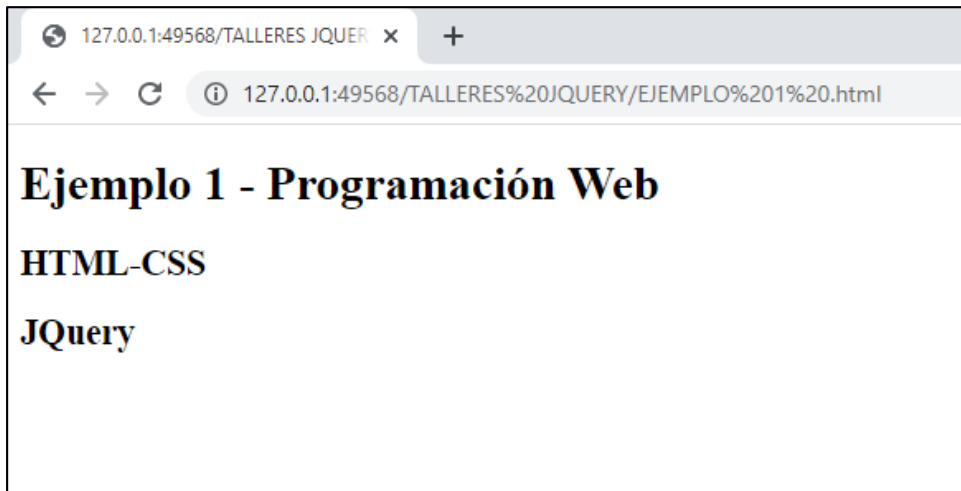 127.0.0.1:49568/TALLERES JQUER
127.0.0.1:49568/TALLERES%20JQUERY/EJEMPLO%201%20.html
Ejemplo 1 - Programación Web
HTML-CSS
JQuery